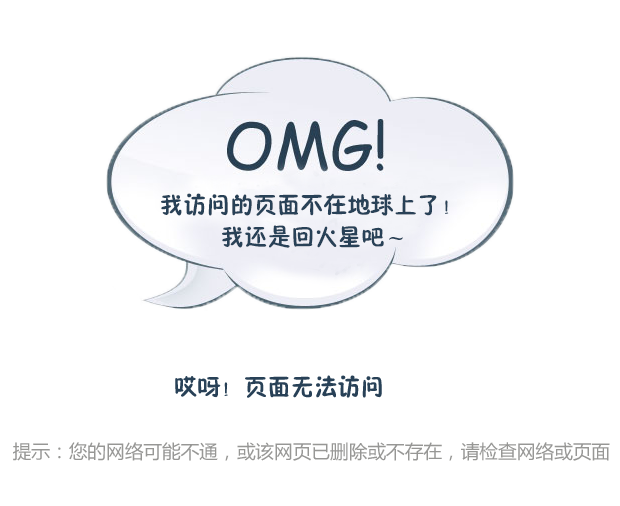 OMG!
我访问的页面不在地球上了!
我还是回火星吧~
哎呀! 页面无法访问
提示：您的网络可能不通，或该网页已删除或不存在，请检查网络或页面